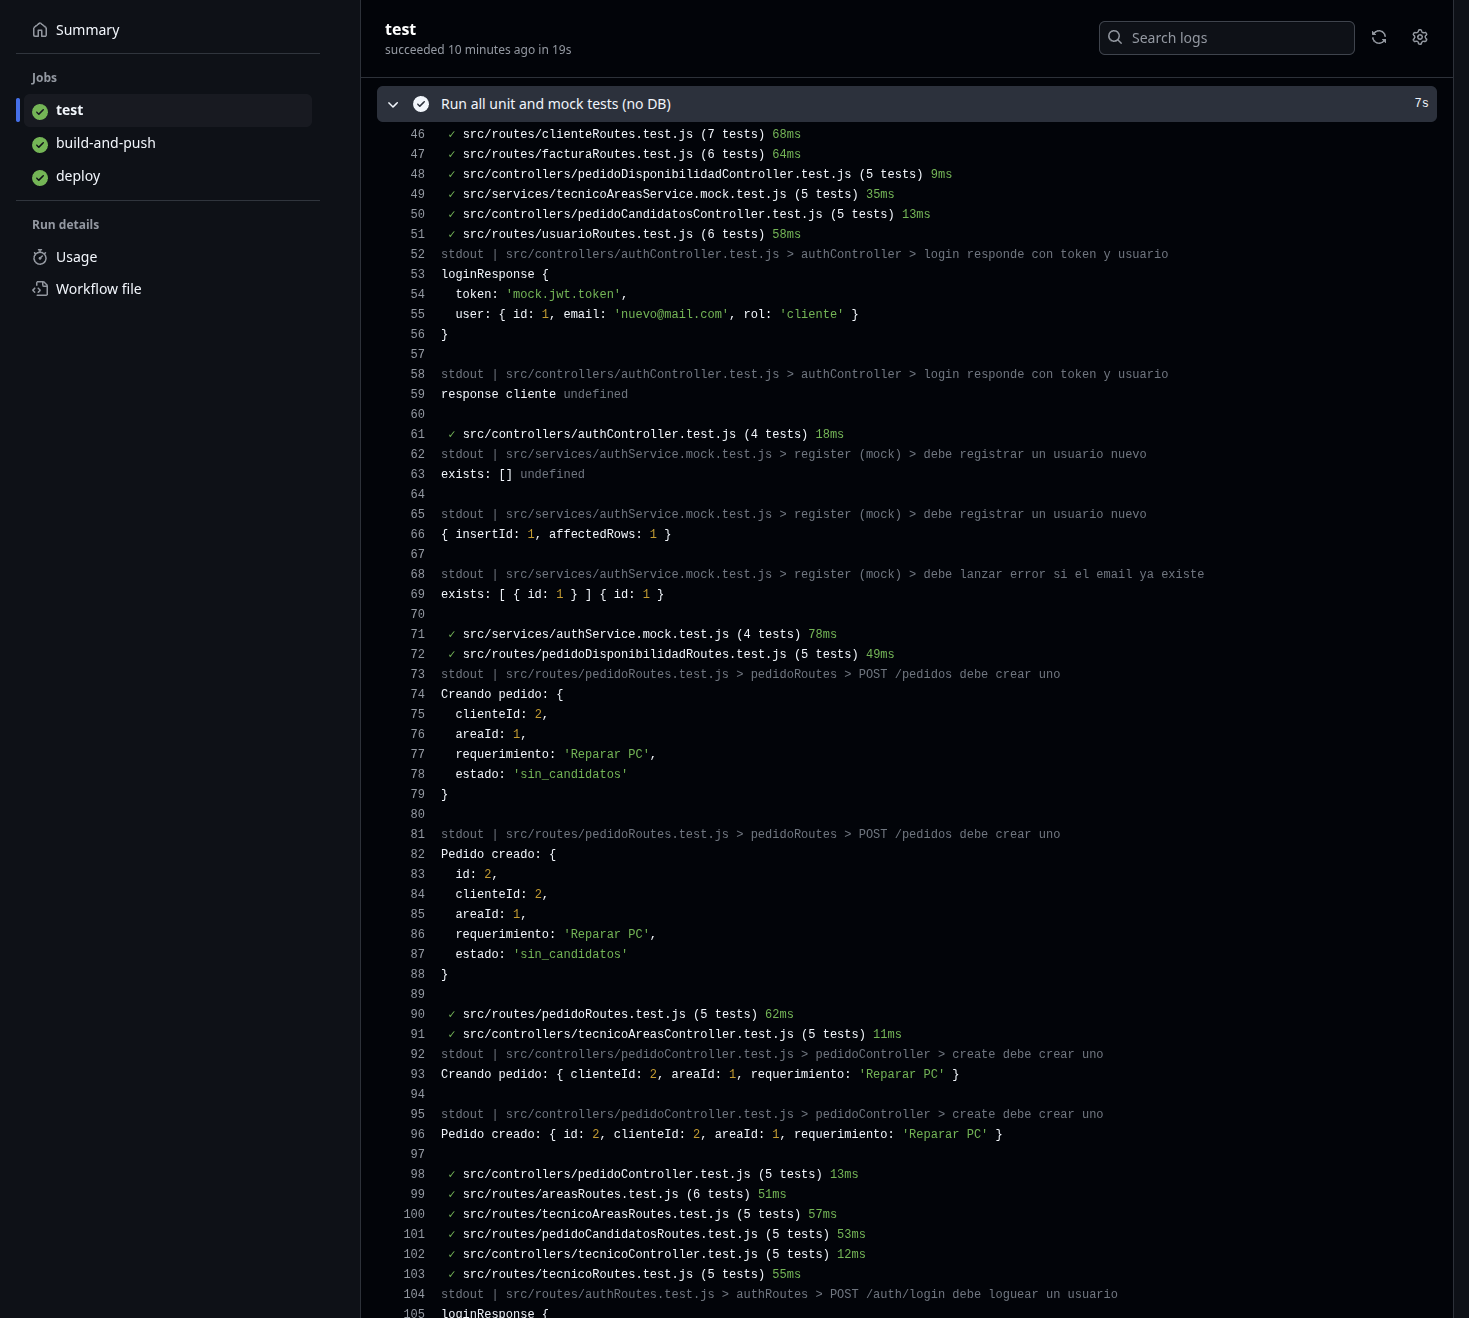 Summary
Jobs
test
build-and-push
deploy
Run details
Usage
Workflow file
test
succeeded 10 minutes ago in 19s
Search logs
Run all unit and mock tests (no DB) 7s
46 ✓ src/routes/clienteRoutes.test.js (7 tests) 68ms
47 ✓ src/routes/facturaRoutes.test.js (6 tests) 64ms
48 ✓ src/controllers/pedidoDisponibilidadController.test.js (5 tests) 9ms
49 ✓ src/services/tecnicoAreasService.mock.test.js (5 tests) 35ms
50 ✓ src/controllers/pedidoCandidatosController.test.js (5 tests) 13ms
51 ✓ src/routes/usuarioRoutes.test.js (6 tests) 58ms
52 stdout | src/controllers/authController.test.js > authController > login responde con token y usuario
53 loginResponse {
54 token: 'mock.jwt.token',
55 user: { id: 1, email: 'nuevo@mail.com', rol: 'cliente' }
56 }
57
58 stdout | src/controllers/authController.test.js > authController > login responde con token y usuario
59 response cliente undefined
60
61 ✓ src/controllers/authController.test.js (4 tests) 18ms
62 stdout | src/services/authService.mock.test.js > register (mock) > debe registrar un usuario nuevo
63 exists: [] undefined
64
65 stdout | src/services/authService.mock.test.js > register (mock) > debe registrar un usuario nuevo
66 { insertId: 1, affectedRows: 1 }
67
68 stdout | src/services/authService.mock.test.js > register (mock) > debe lanzar error si el email ya existe
69 exists: [ { id: 1 } ] { id: 1 }
70
71 ✓ src/services/authService.mock.test.js (4 tests) 78ms
72 ✓ src/routes/pedidoDisponibilidadRoutes.test.js (5 tests) 49ms
73 stdout | src/routes/pedidoRoutes.test.js > pedidoRoutes > POST /pedidos debe crear uno
74 Creando pedido: {
75 clienteId: 2,
76 areaId: 1,
77 requerimiento: 'Reparar PC',
78 estado: 'sin_candidatos'
79 }
80
81 stdout | src/routes/pedidoRoutes.test.js > pedidoRoutes > POST /pedidos debe crear uno
82 Pedido creado: {
83 id: 2,
84 clienteId: 2,
85 areaId: 1,
86 requerimiento: 'Reparar PC',
87 estado: 'sin_candidatos'
88 }
89
90 ✓ src/routes/pedidoRoutes.test.js (5 tests) 62ms
91 ✓ src/controllers/tecnicoAreasController.test.js (5 tests) 11ms
92 stdout | src/controllers/pedidoController.test.js > pedidoController > create debe crear uno
93 Creando pedido: { clienteId: 2, areaId: 1, requerimiento: 'Reparar PC' }
94
95 stdout | src/controllers/pedidoController.test.js > pedidoController > create debe crear uno
96 Pedido creado: { id: 2, clienteId: 2, areaId: 1, requerimiento: 'Reparar PC' }
97
98 ✓ src/controllers/pedidoController.test.js (5 tests) 13ms
99 ✓ src/routes/areasRoutes.test.js (6 tests) 51ms
100 ✓ src/routes/tecnicoAreasRoutes.test.js (5 tests) 57ms
101 ✓ src/routes/pedidoCandidatosRoutes.test.js (5 tests) 53ms
102 ✓ src/controllers/tecnicoController.test.js (5 tests) 12ms
103 ✓ src/routes/tecnicoRoutes.test.js (5 tests) 55ms
104 stdout | src/routes/authRoutes.test.js > authRoutes > POST /auth/login debe loguear un usuario
105 loginResponse {